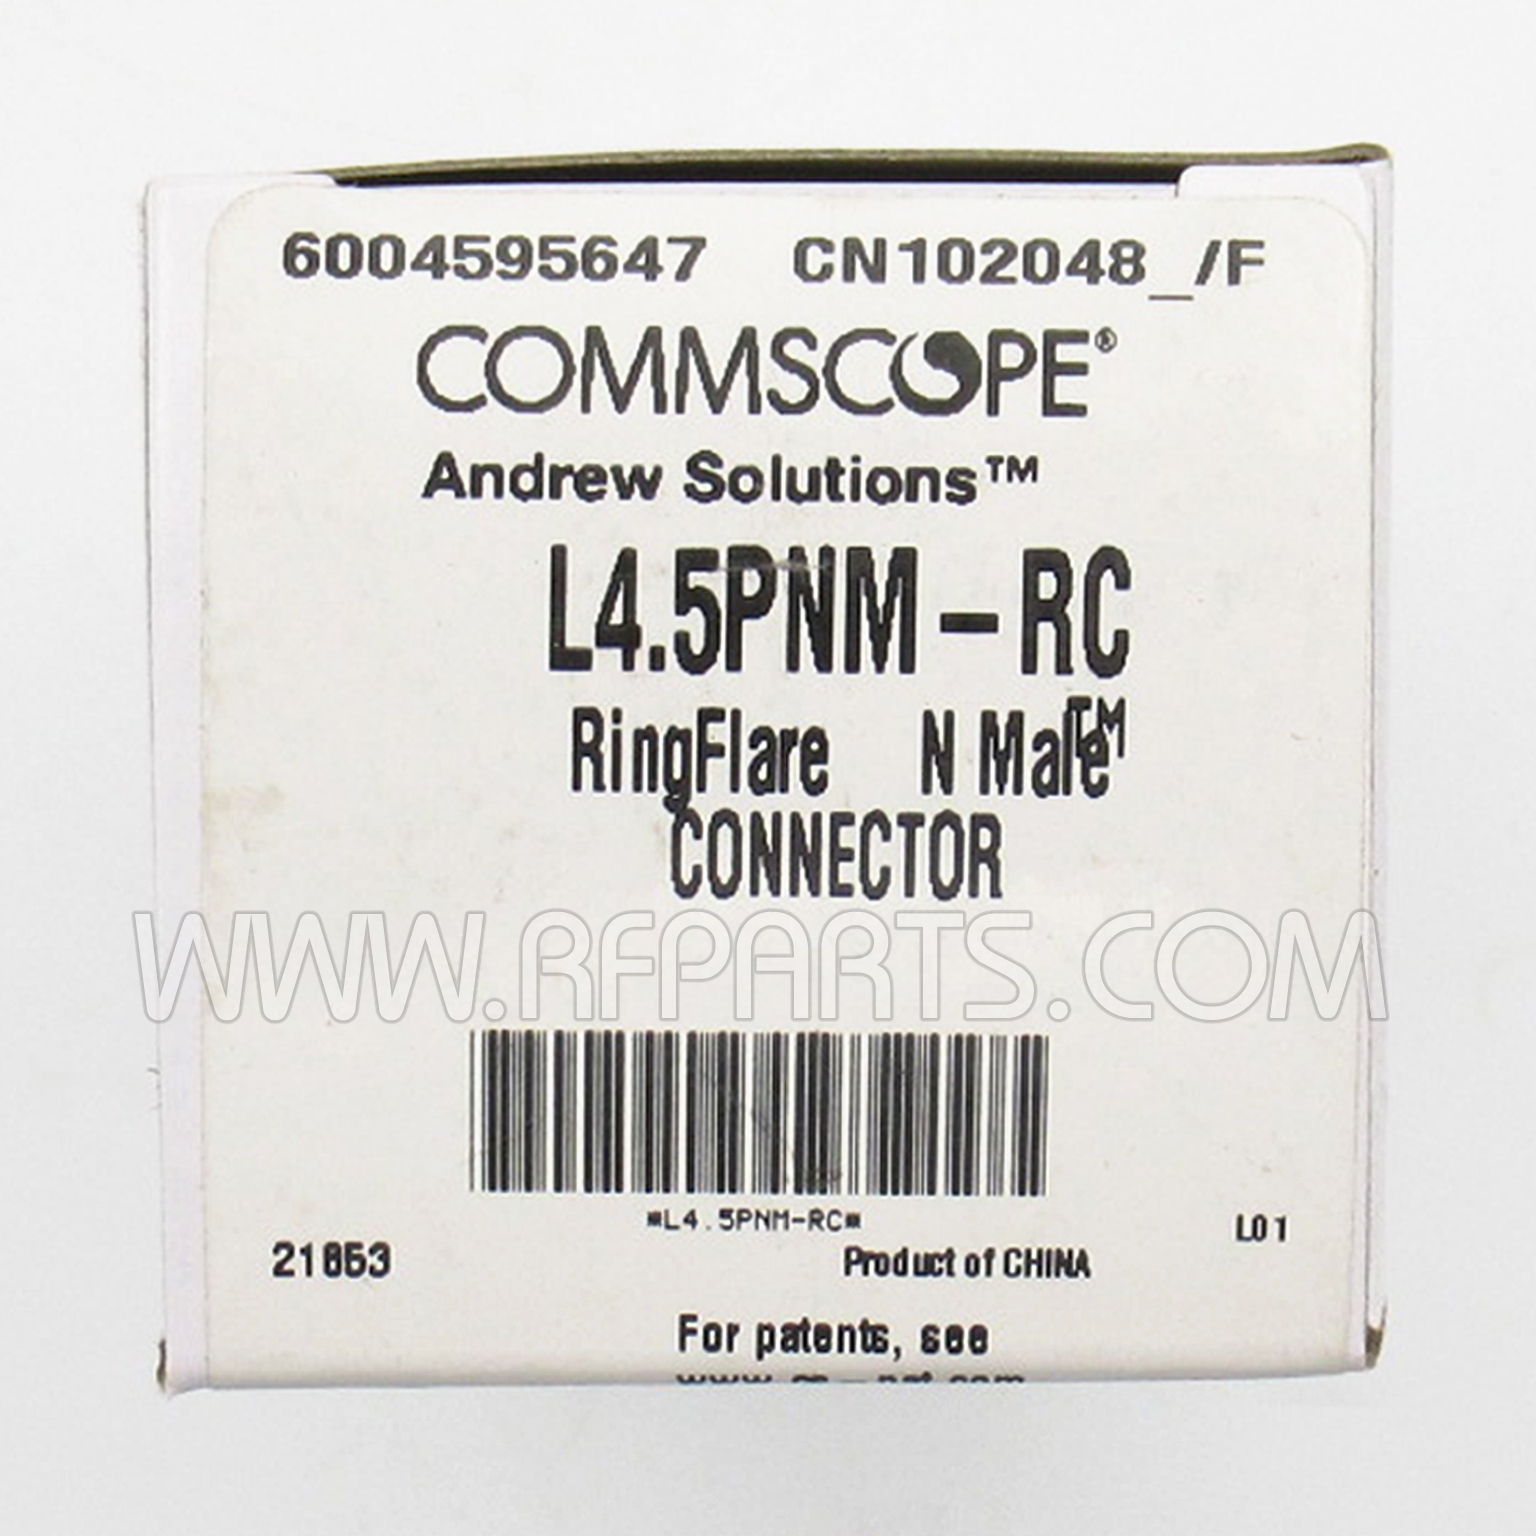 6004595647 CN102048_/F
COMMSCOPE®
Andrew Solutions™
L4.5PNM-RC
RingFlare N Male™
CONNECTOR
WWW.RFPARTS.COM
*L4.5PNM-RC*
L01
Product of CHINA
For patents, see